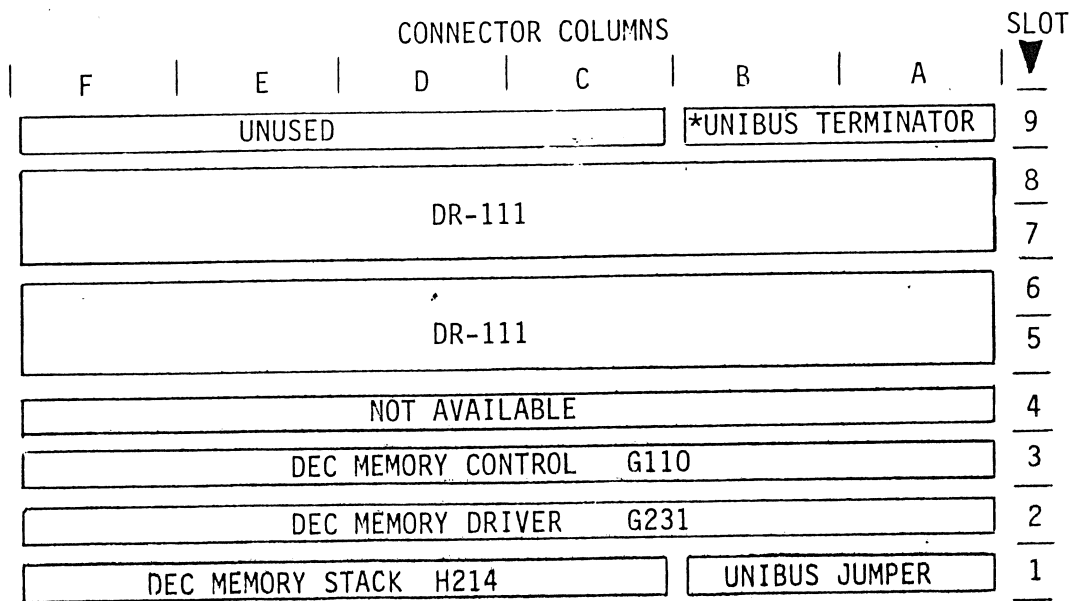 CONNECTOR COLUMNS SLOT
| F | E | D | C | B | A |
UNUSED *UNIBUS TERMINATOR 9
8
DR-111
7
6
DR-111
5
NOT AVAILABLE 4
DEC MEMORY CONTROL G110 3
DEC MEMORY DRIVER G231 2
DEC MEMORY STACK H214 UNIBUS JUMPER 1